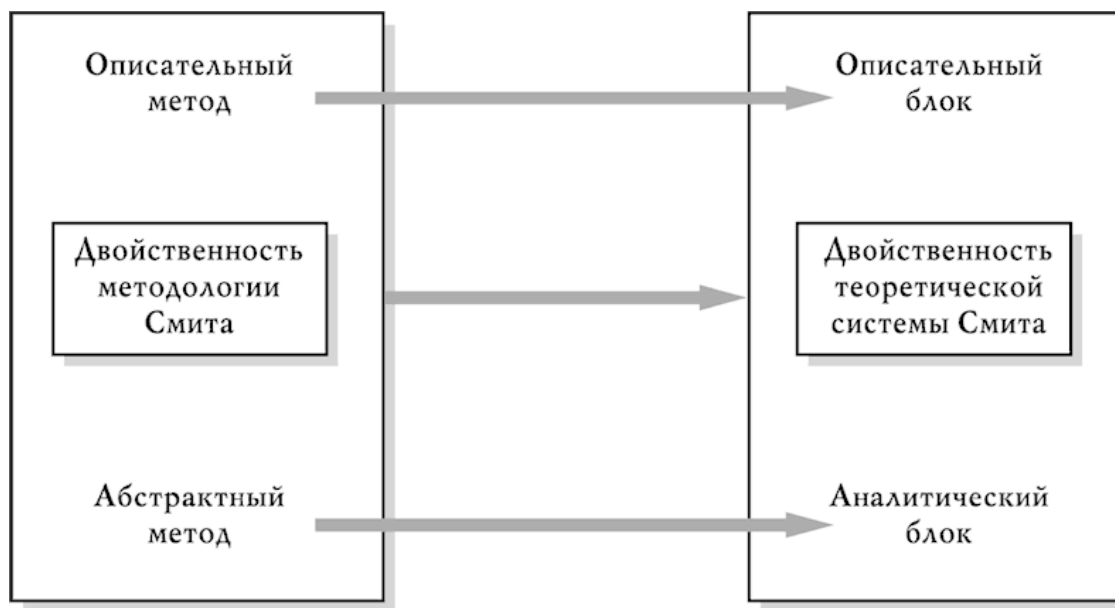 Описательный
метод
Описательный
блок
Двойственность
методологии
Смита
Двойственность
теоретической
системы Смита
Абстрактный
метод
Аналитический
блок